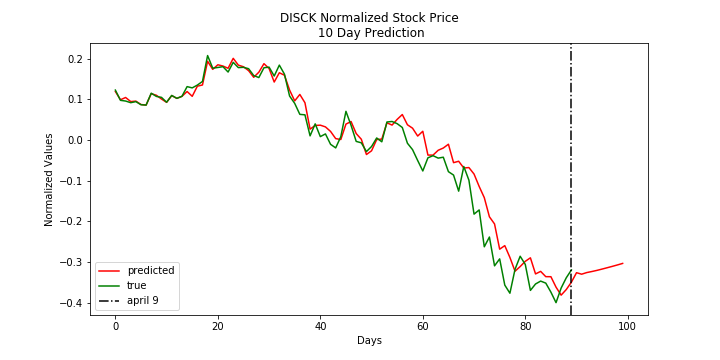 DISCK Normalized Stock Price
10 Day Prediction
Normalized Values
0.2
0.1
0.0
−0.1
−0.2
−0.3
−0.4
predicted
true
april 9
0 20 40 60 80 100
Days